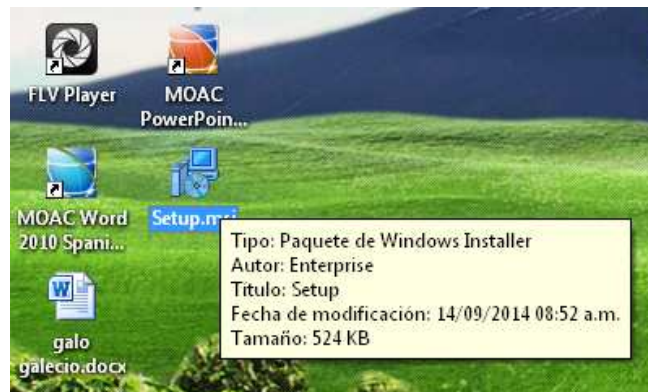 FLV Player
MOAC
PowerPoin...
MOAC Word
2010 Spani...
Setup.msi
Tipo: Paquete de Windows Installer
Autor: Enterprise
Título: Setup
Fecha de modificación: 14/09/2014 08:52 a.m.
Tamaño: 524 KB
galo
galecio.docx